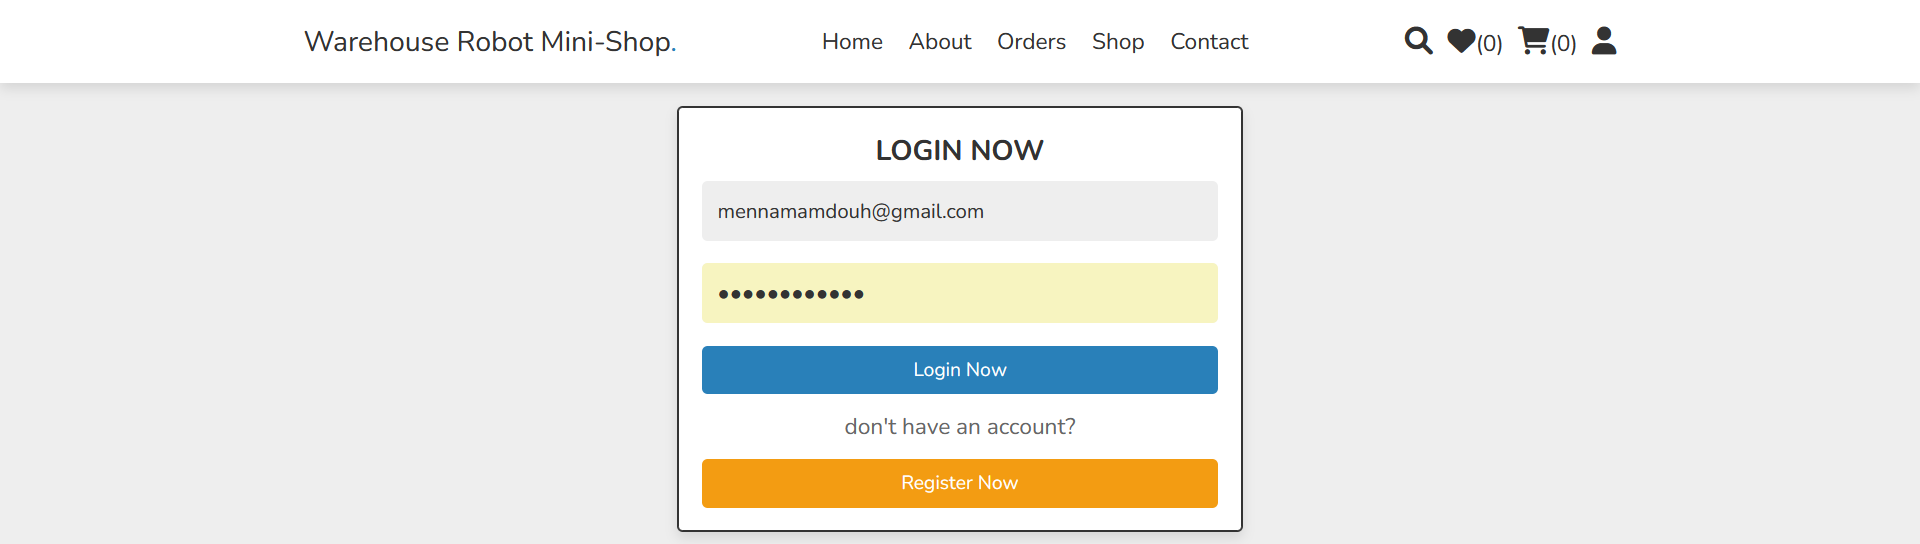 Warehouse Robot Mini-Shop. Home About Orders Shop Contact (0) (0)
LOGIN NOW
mennamamdouh@gmail.com
••••••••••••
Login Now
don't have an account?
Register Now